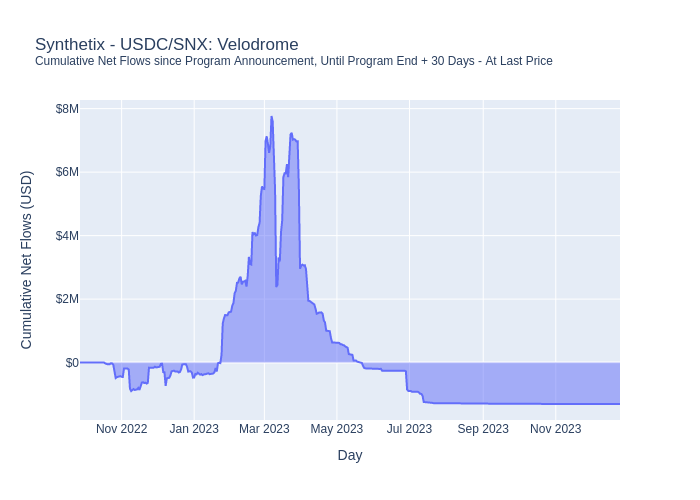 Synthetix - USDC/SNX: Velodrome
Cumulative Net Flows since Program Announcement, Until Program End + 30 Days - At Last Price
Cumulative Net Flows (USD)
$8M
$6M
$4M
$2M
$0
Nov 2022 Jan 2023 Mar 2023 May 2023 Jul 2023 Sep 2023 Nov 2023
Day